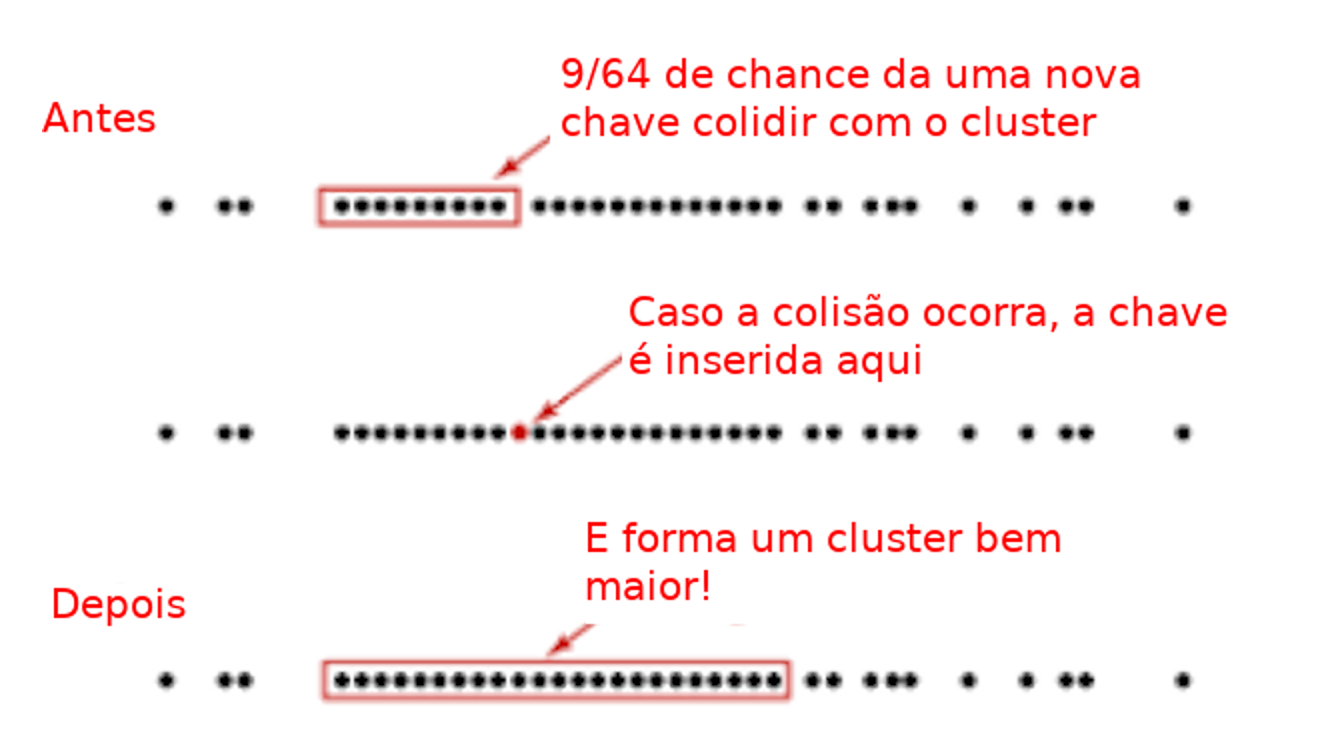 9/64 de chance da uma nova
chave colidir com o cluster
Antes
Caso a colisão ocorra, a chave
é inserida aqui
E forma um cluster bem
maior!
Depois